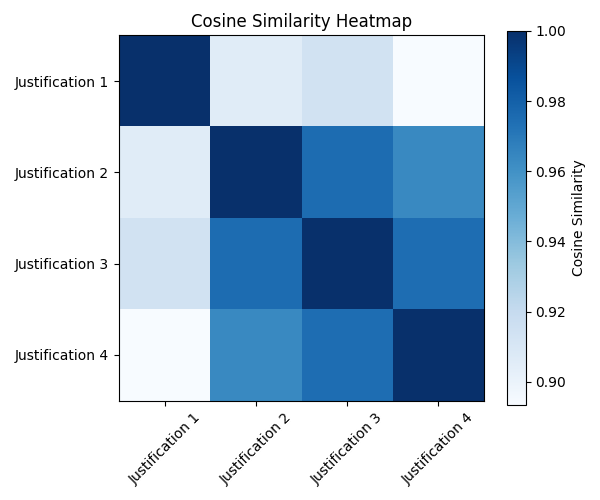 Cosine Similarity Heatmap
Justification 1
Justification 2
Justification 3
Justification 4
Justification 1
Justification 2
Justification 3
Justification 4
1.00
0.98
0.96
0.94
0.92
0.90
Cosine Similarity